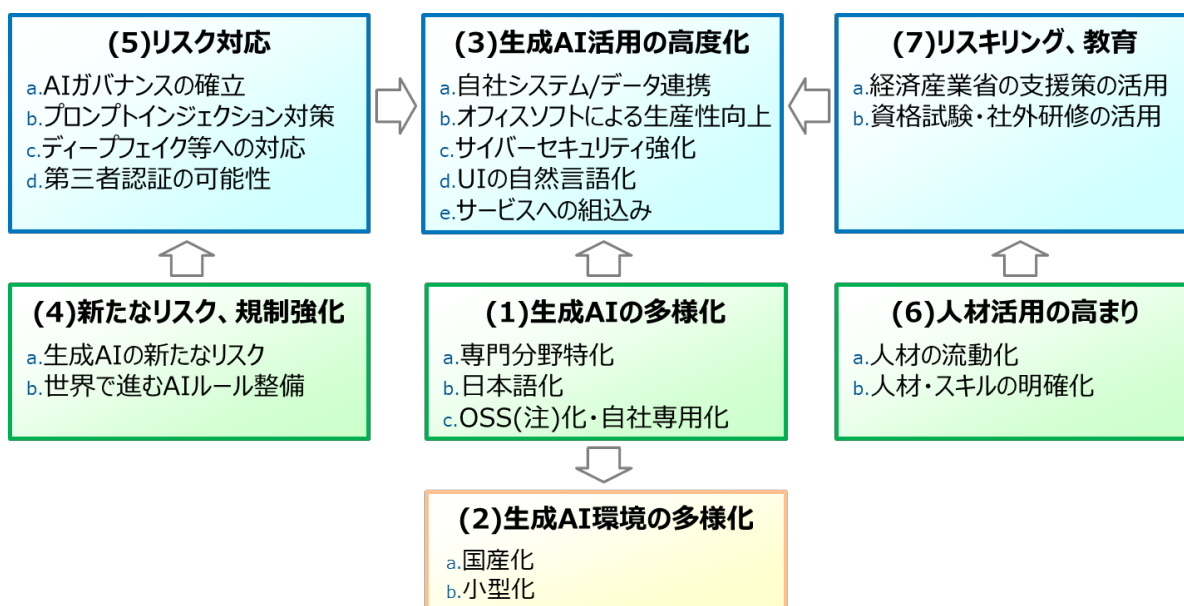 (5)リスク対応
a.AIガバナンスの確立
b.プロンプトインジェクション対策
c.ディープフェイク等への対応
d.第三者認証の可能性
(3)生成AI活用の高度化
a.自社システム/データ連携
b.オフィスソフトによる生産性向上
c.サイバーセキュリティ強化
d.UIの自然言語化
e.サービスへの組込み
(7)リスキリング、教育
a.経済産業省の支援策の活用
b.資格試験・社外研修の活用
(4)新たなリスク、規制強化
a.生成AIの新たなリスク
b.世界で進むAIルール整備
(1)生成AIの多様化
a.専門分野特化
b.日本語化
c.OSS(注)化・自社専用化
(6)人材活用の高まり
a.人材の流動化
b.人材・スキルの明確化
(2)生成AI環境の多様化
a.国産化
b.小型化